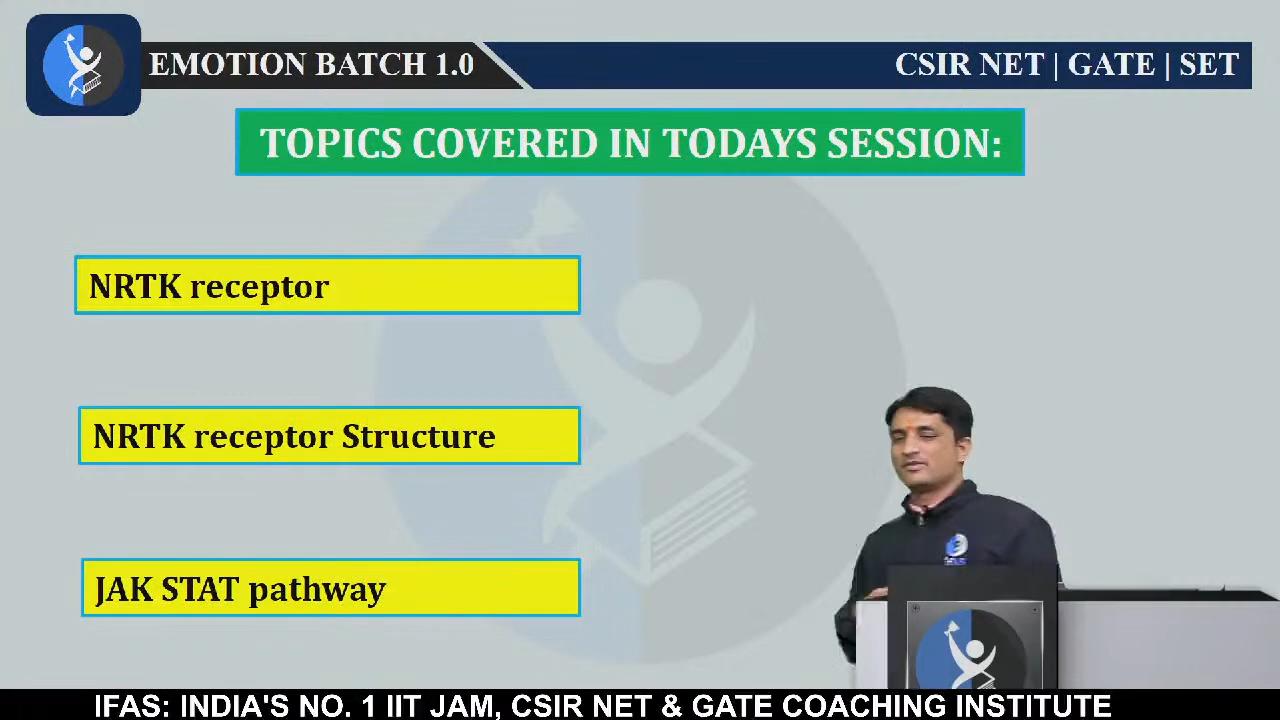 EMOTION BATCH 1.0
CSIR NET | GATE | SET
TOPICS COVERED IN TODAYS SESSION:
NRTK receptor
NRTK receptor Structure
JAK STAT pathway
IFAS: INDIA'S NO. 1 IIT JAM, CSIR NET & GATE COACHING INSTITUTE